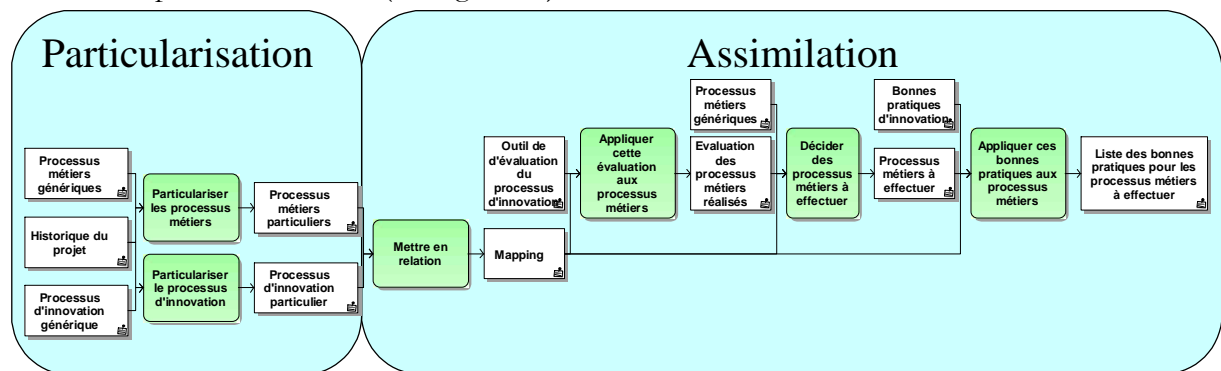 Particularisation
Assimilation
Processus
métiers
génériques
Historique du
projet
Processus
d'innovation
générique
Particulariser
les processus
métiers
Particulariser
le processus
d'innovation
Processus
métiers
particuliers
Processus
d'innovation
particulier
Mettre en
relation
Outil de
d'évaluation
du
processus
d'innovation
Mapping
Appliquer
cette
évaluation
aux
processus
métiers
Processus
métiers
génériques
Evaluation
des
processus
métiers
réalisés
Décider
des
processus
métiers à
effectuer
Bonnes
pratiques
d'innovation
Processus
métiers à
effectuer
Appliquer ces
bonnes
pratiques aux
processus
métiers
Liste des bonnes
pratiques pour les
processus métiers
à effectuer